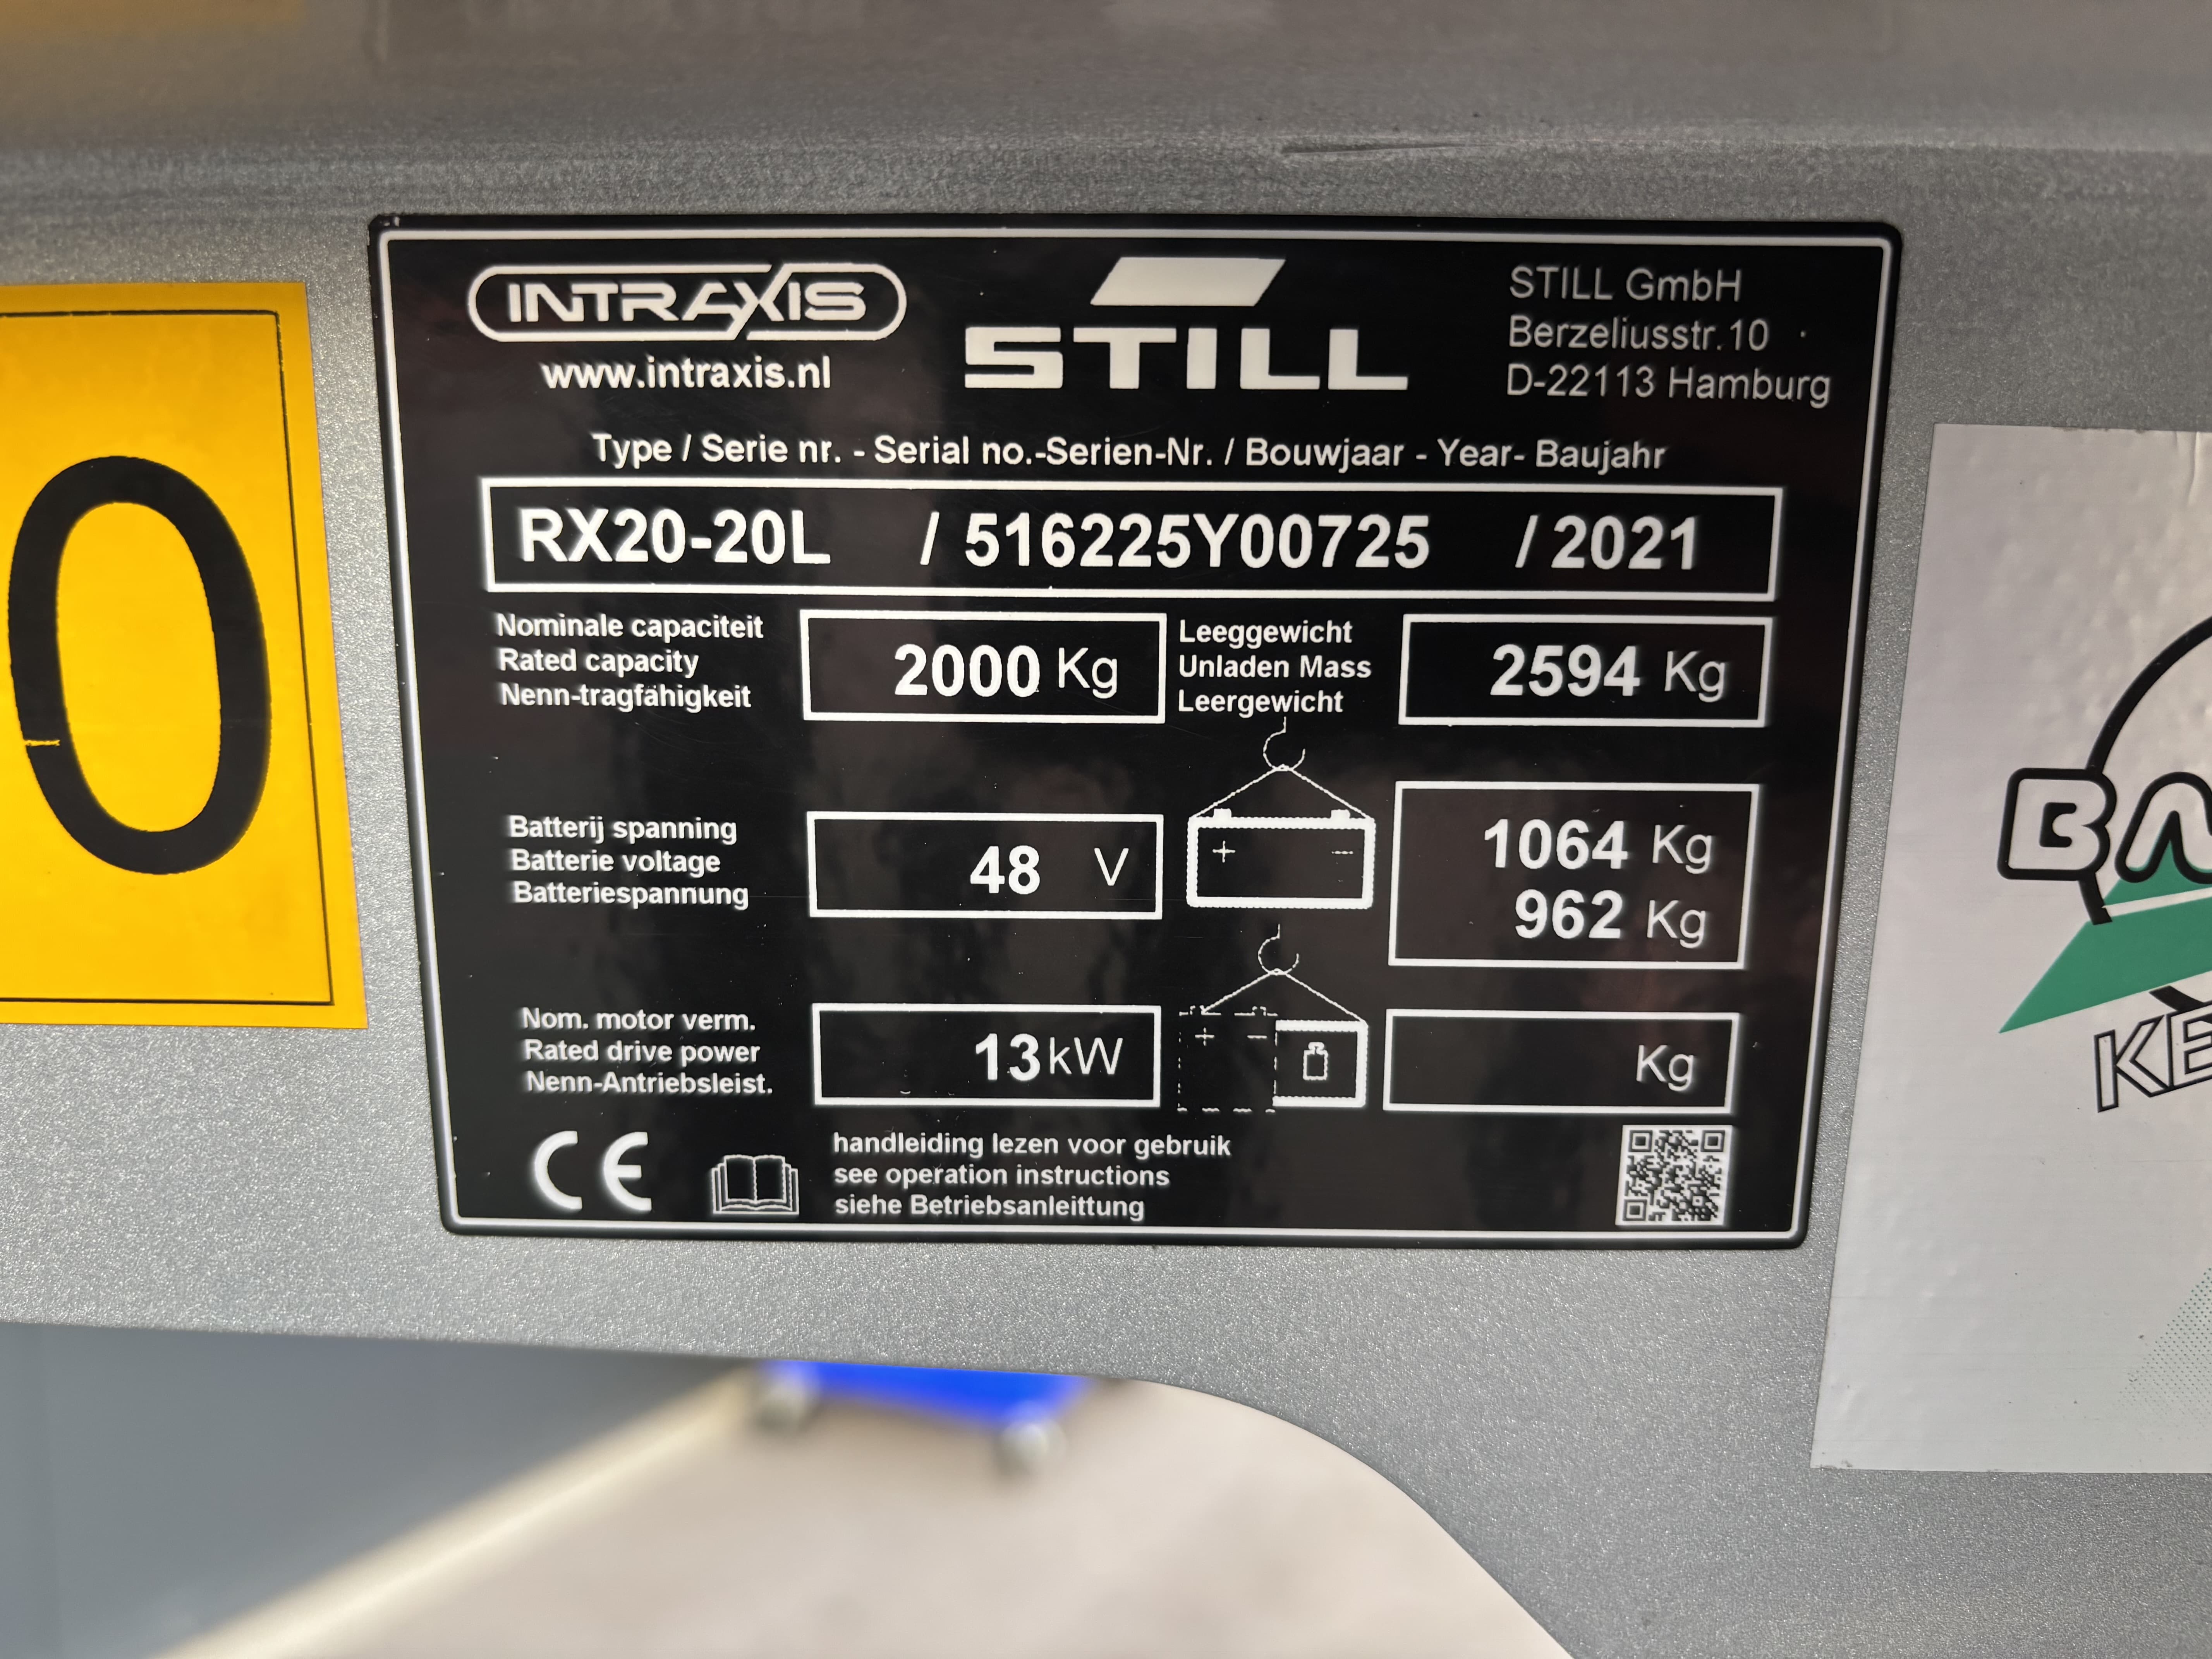 0
INTRAXIS
www.intraxis.nl
STILL
STILL GmbH
Berzeliusstr.10
D-22113 Hamburg
Type / Serie nr. - Serial no.-Serien-Nr. / Bouwjaar - Year- Baujahr
RX20-20L / 516225Y00725 / 2021
Nominale capaciteit
Rated capacity
Nenn-tragfähigkeit
2000 Kg
Leeggewicht
Unladen Mass
Leergewicht
2594 Kg
Batterij spanning
Batterie voltage
Batteriespannung
48 V
+ -
1064 Kg
962 Kg
Nom. motor verm.
Rated drive power
Nenn-Antriebsleist.
13kW
+ -
Kg
CE
handleiding lezen voor gebruik
see operation instructions
siehe Betriebsanleittung